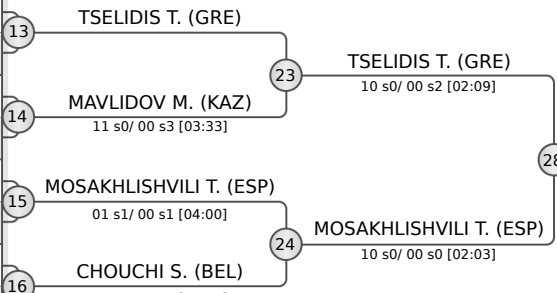 TSELIDIS T. (GRE)
13
TSELIDIS T. (GRE)
23
10 s0/ 00 s2 [02:09]
MAVLIDOV M. (KAZ)
14
11 s0/ 00 s3 [03:33]
28
MOSAKHLISHVILI T. (ESP)
15
01 s1/ 00 s1 [04:00]
MOSAKHLISHVILI T. (ESP)
24
10 s0/ 00 s0 [02:03]
CHOUCHI S. (BEL)
16